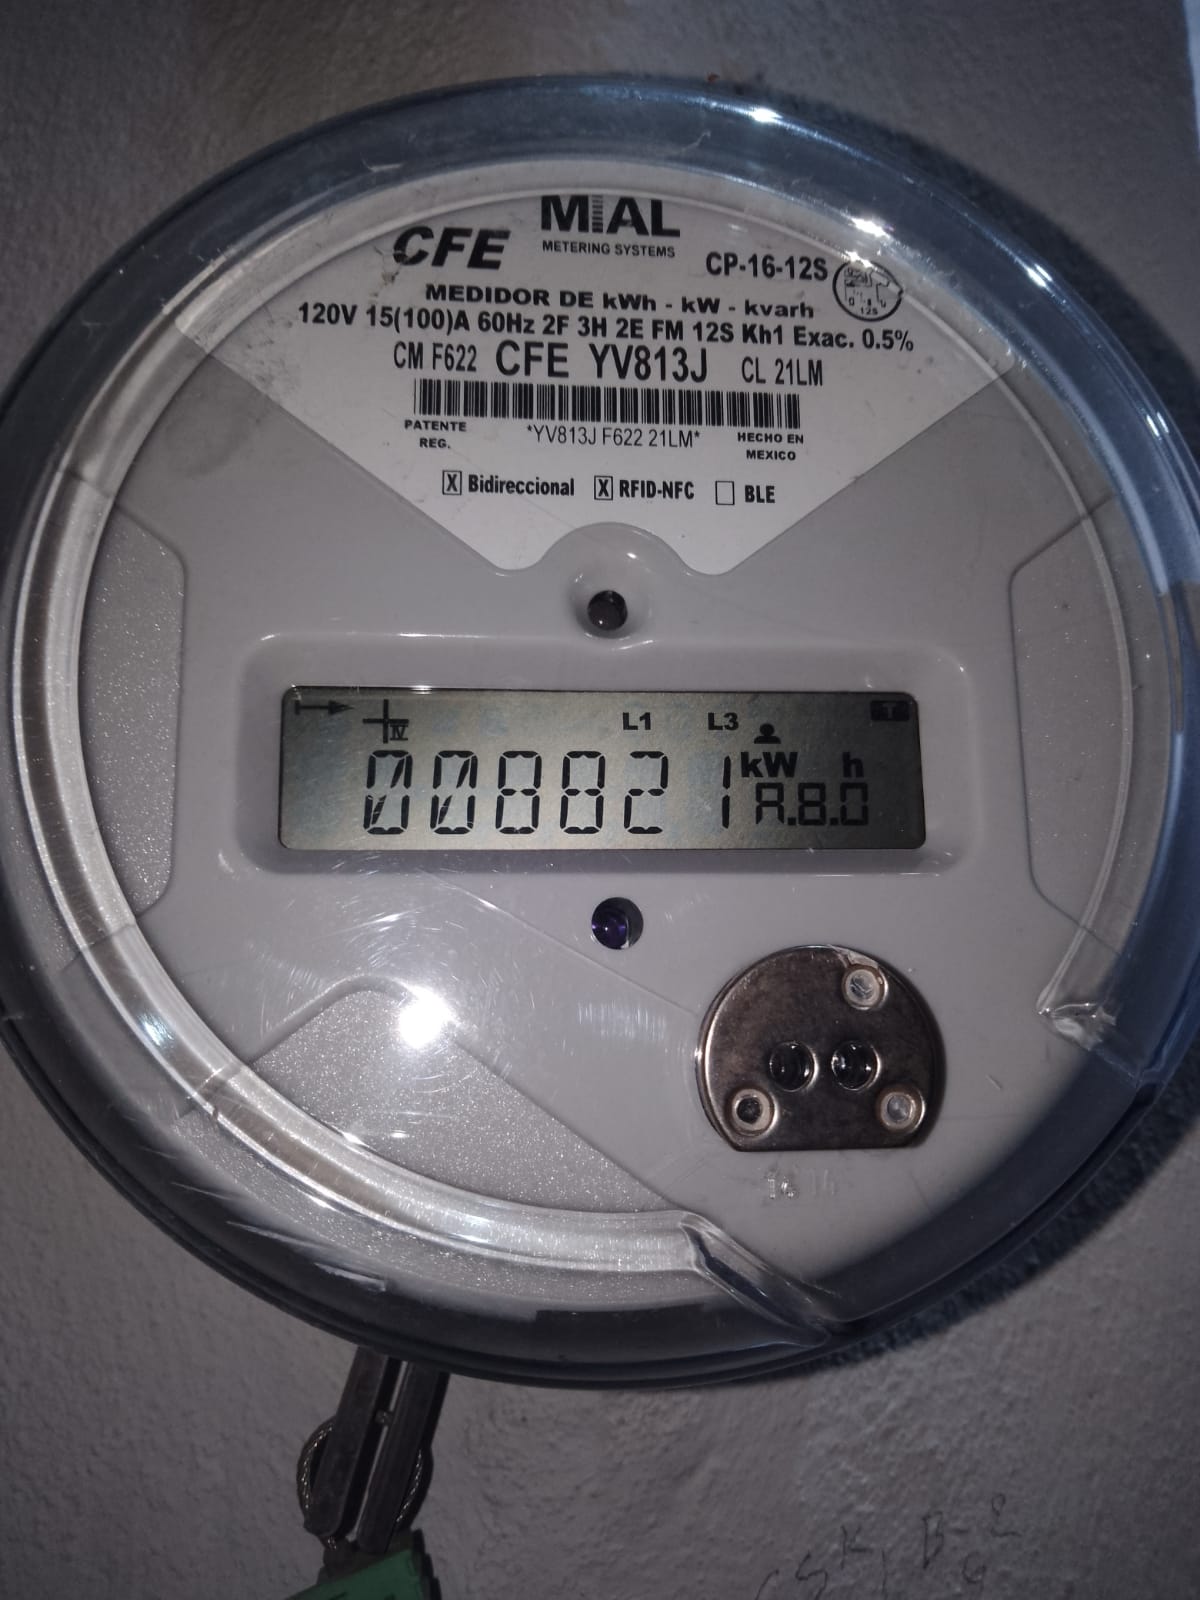 MIAL
METERING SYSTEMS
CFE
CP-16-12S
12S
MEDIDOR DE kWh - kW - kvarh
120V 15(100)A 60Hz 2F 3H 2E FM 12S Kh1 Exac. 0.5%
CM F622 CFE YV813J CL 21LM
PATENTE REG.
*YV813J F622 21LM*
HECHO EN MEXICO
X Bidireccional X RFID-NFC BLE
IV L1 L3 T
008821 kW h
A.8.0